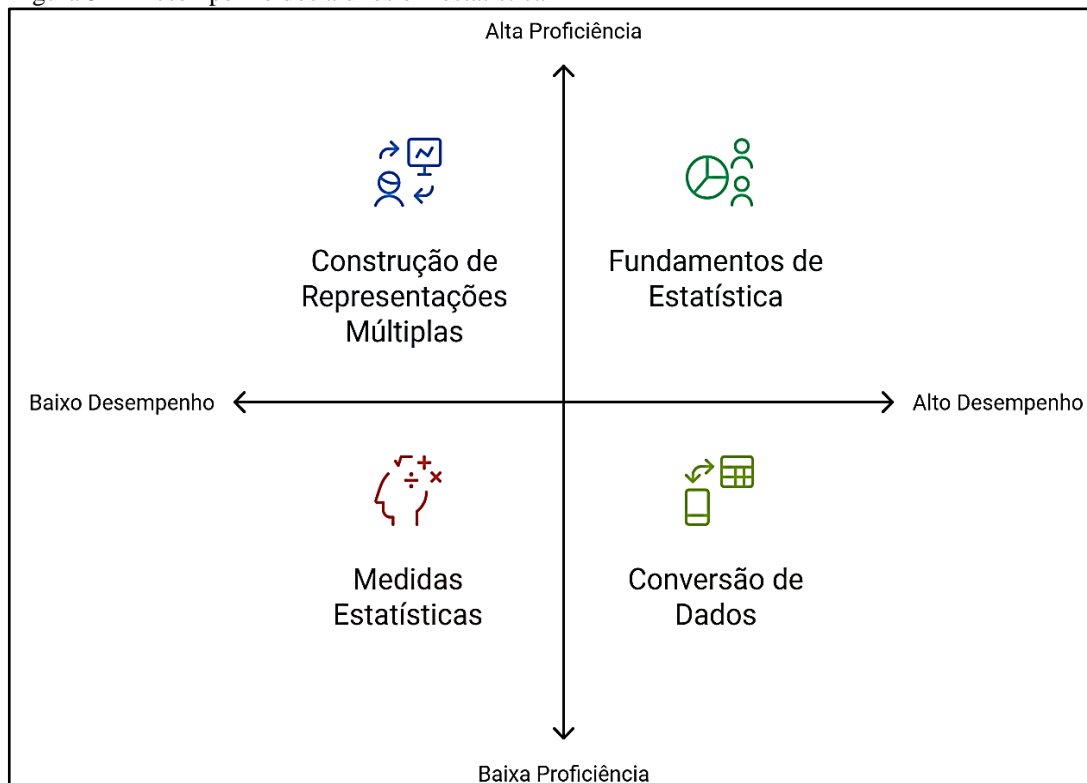 Alta Proficiência
Construção de
Representações
Múltiplas
Fundamentos de
Estatística
Baixo Desempenho
Alto Desempenho
Medidas
Estatísticas
Conversão de
Dados
Baixa Proficiência